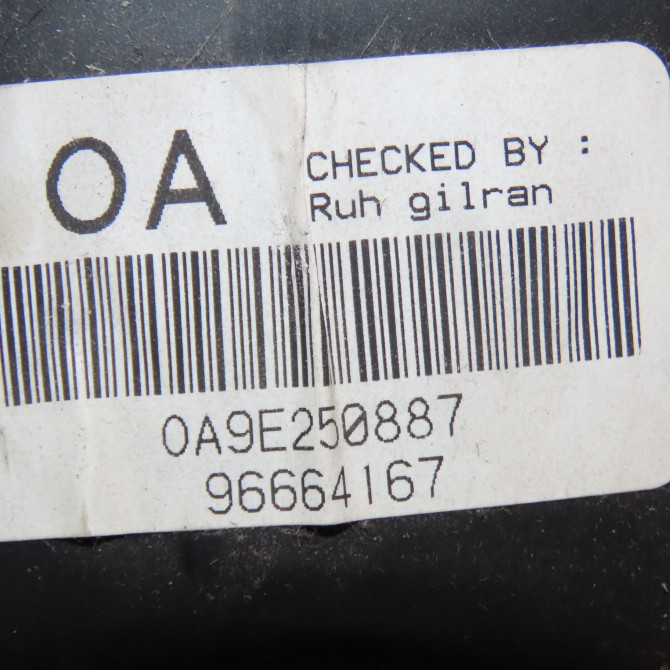 OA
CHECKED BY :
Ruh gilran
0A9E250887
96664167